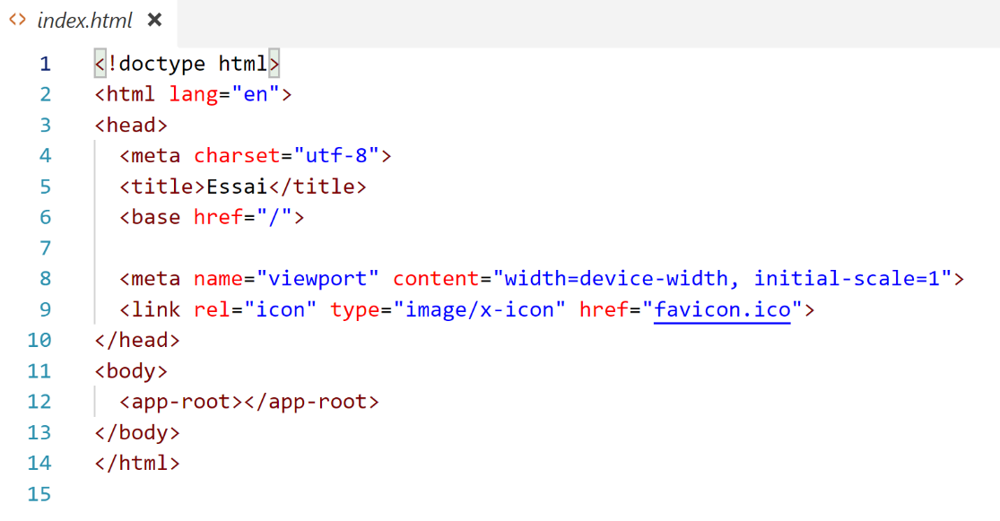 <> index.html ×
1 <!doctype html>
2 <html lang="en">
3 <head>
4   <meta charset="utf-8">
5   <title>Essai</title>
6   <base href="/">
7
8   <meta name="viewport" content="width=device-width, initial-scale=1">
9   <link rel="icon" type="image/x-icon" href="favicon.ico">
10 </head>
11 <body>
12   <app-root></app-root>
13 </body>
14 </html>
15